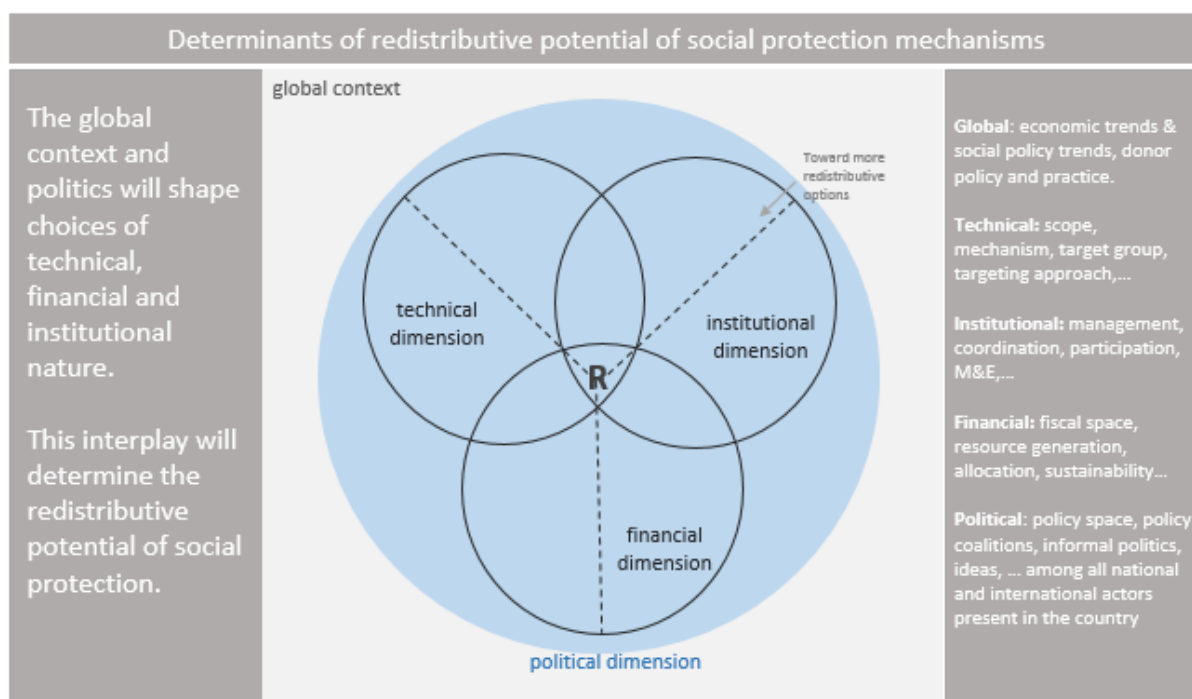 Determinants of redistributive potential of social protection mechanisms
The global
context and
politics will shape
choices of
technical,
financial and
institutional
nature.
This interplay will
determine the
redistributive
potential of social
protection.
global context
Toward more
redistributive
options
technical
dimension
institutional
dimension
R
financial
dimension
political dimension
Global: economic trends &
social policy trends, donor
policy and practice.
Technical: scope,
mechanism, target group,
targeting approach,...
Institutional: management,
coordination, participation,
M&E,...
Financial: fiscal space,
resource generation,
allocation, sustainability...
Political: policy space, policy
coalitions, informal politics,
ideas, ... among all national
and international actors
present in the country